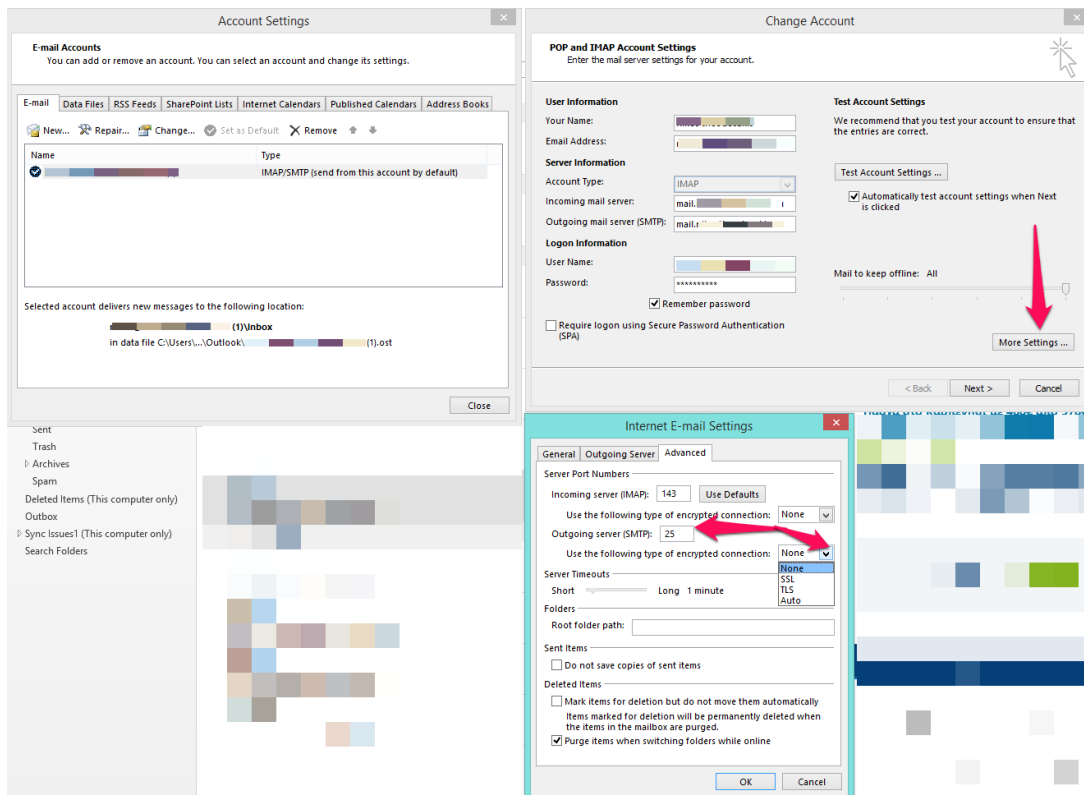 Account Settings
E-mail Accounts
You can add or remove an account. You can select an account and change its settings.
E-mail Data Files RSS Feeds SharePoint Lists Internet Calendars Published Calendars Address Books
New... Repair... Change... Set as Default Remove
Name Type
IMAP/SMTP (send from this account by default)
Selected account delivers new messages to the following location:
(1)\Inbox
in data file C:\Users\...\Outlook\ (1).ost
Close
Change Account
POP and IMAP Account Settings
Enter the mail server settings for your account.
User Information
Your Name:
Email Address:
Server Information
Account Type: IMAP
Incoming mail server: mail.
Outgoing mail server (SMTP): mail.
Logon Information
User Name:
Password: **********
Remember password
Require logon using Secure Password Authentication
(SPA)
Test Account Settings
We recommend that you test your account to ensure that
the entries are correct.
Test Account Settings ...
Automatically test account settings when Next
is clicked
Mail to keep offline: All
More Settings ...
< Back Next > Cancel
Sent
Trash
Archives
Spam
Deleted Items (This computer only)
Outbox
Sync Issues1 (This computer only)
Search Folders
Internet E-mail Settings
General Outgoing Server Advanced
Server Port Numbers
Incoming server (IMAP): 143 Use Defaults
Use the following type of encrypted connection: None
Outgoing server (SMTP): 25
Use the following type of encrypted connection: None
None
SSL
TLS
Auto
Server Timeouts
Short Long 1 minute
Folders
Root folder path:
Sent Items
Do not save copies of sent items
Deleted Items
Mark items for deletion but do not move them automatically
Items marked for deletion will be permanently deleted when
the items in the mailbox are purged.
Purge items when switching folders while online
OK Cancel